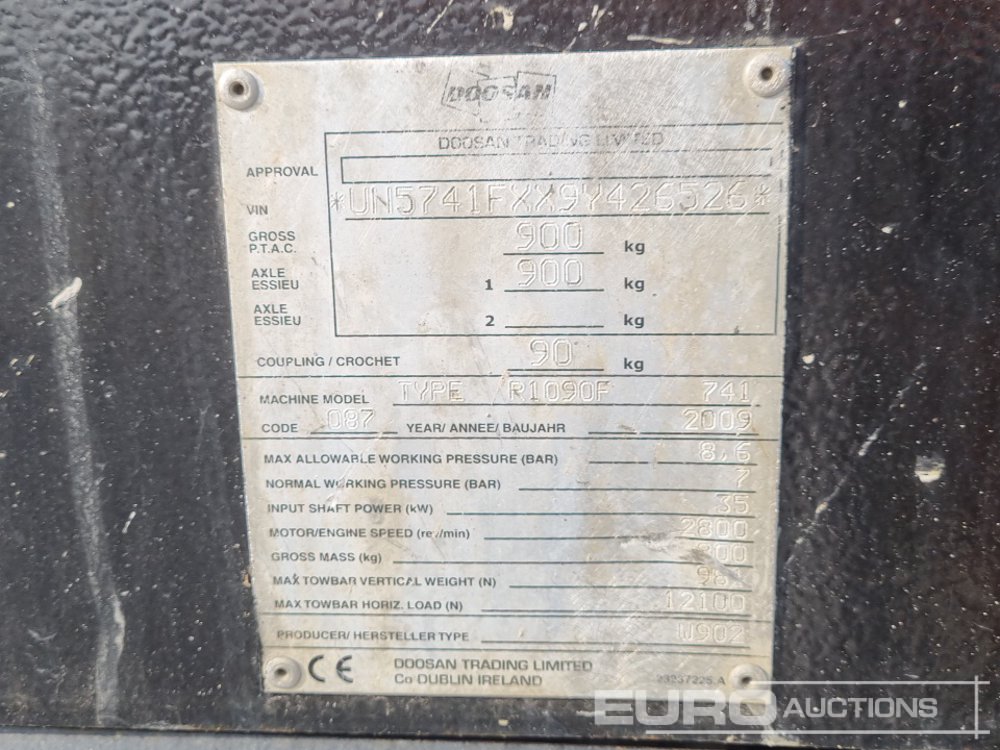 DOOSAN
DOOSAN TRADING LIMITED
APPROVAL
VIN *UN5741FXX9Y426526*
GROSS P.T.A.C. 900 kg
AXLE ESSIEU 1 900 kg
AXLE ESSIEU 2 kg
COUPLING / CROCHET 90 kg
MACHINE MODEL TYPE R1090F 741
CODE 087 YEAR/ ANNEE/ BAUJAHR 2009
MAX ALLOWABLE WORKING PRESSURE (BAR) 8,6
NORMAL WORKING PRESSURE (BAR) 7
INPUT SHAFT POWER (kW) 35
MOTOR/ENGINE SPEED (rev/min) 2800
GROSS MASS (kg)
MAX TOWBAR VERTICAL WEIGHT (N)
MAX TOWBAR HORIZ. LOAD (N) 12100
PRODUCER/ HERSTELLER TYPE W902
CE DOOSAN TRADING LIMITED
Co DUBLIN IRELAND 23237225.A
EURO AUCTIONS